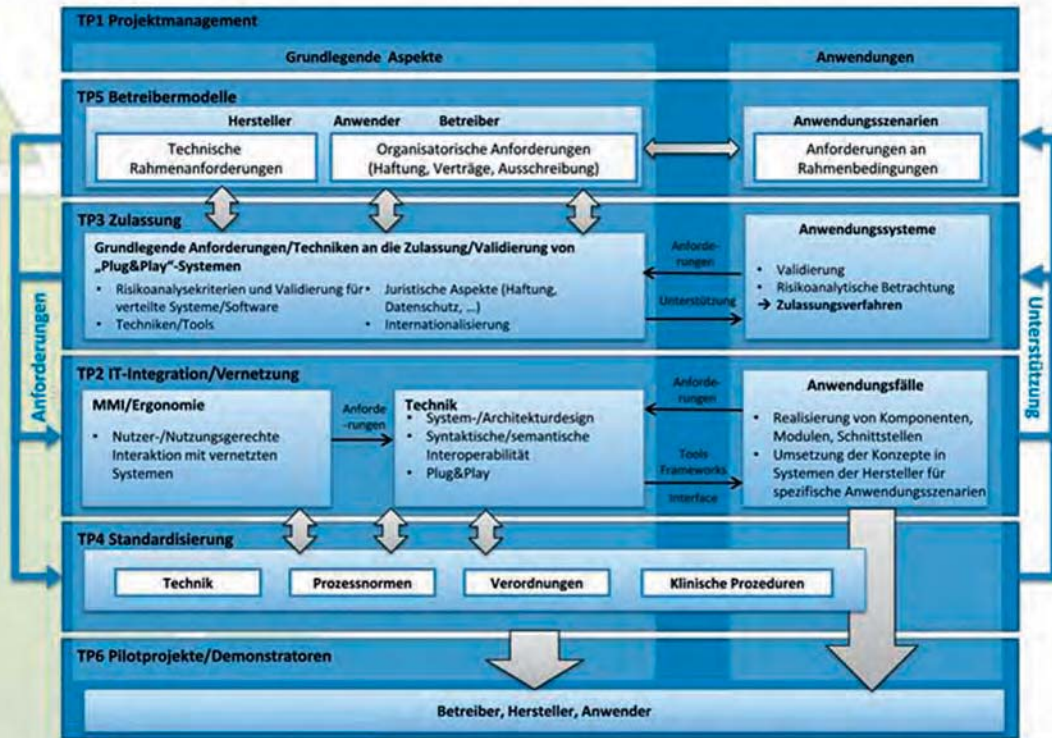 TP1 Projektmanagement
Grundlegende Aspekte
Anwendungen
TP5 Betreibermodelle
Hersteller Anwender Betreiber
Technische
Rahmenanforderungen
Organisatorische Anforderungen
(Haftung, Verträge, Ausschreibung)
Anwendungsszenarien
Anforderungen an
Rahmenbedingungen
TP3 Zulassung
Grundlegende Anforderungen/Techniken an die Zulassung/Validierung von
„Plug&Play“-Systemen
• Risikoanalysekriterien und Validierung für
verteilte Systeme/Software
• Techniken/Tools
• Juristische Aspekte (Haftung,
Datenschutz, ...)
• Internationalisierung
Anforde-
rungen
Unterstützung
Anwendungssysteme
• Validierung
• Risikoanalytische Betrachtung
➔ Zulassungsverfahren
TP2 IT-Integration/Vernetzung
MMI/Ergonomie
• Nutzer-/Nutzungsgerechte
Interaktion mit vernetzten
Systemen
Anforde
-rungen
Technik
• System-/Architekturdesign
• Syntaktische/semantische
Interoperabilität
• Plug&Play
Anforde-
rungen
Tools
Frameworks
Interface
Anwendungsfälle
• Realisierung von Komponenten,
Modulen, Schnittstellen
• Umsetzung der Konzepte in
Systemen der Hersteller für
spezifische Anwendungsszenarien
TP4 Standardisierung
Technik
Prozessnormen
Verordnungen
Klinische Prozeduren
TP6 Pilotprojekte/Demonstratoren
Betreiber, Hersteller, Anwender
Anforderungen
Unterstützung